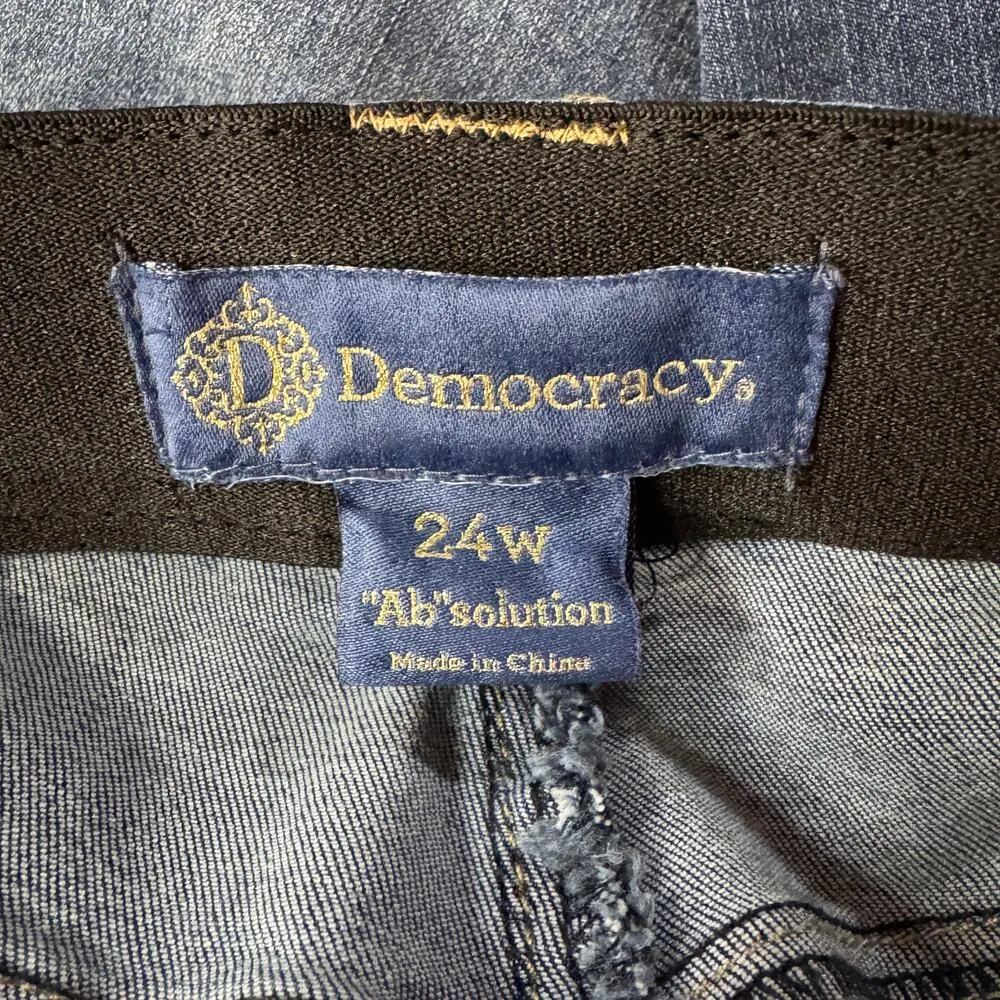 D Democracy®
24W
"Ab"solution
Made in China